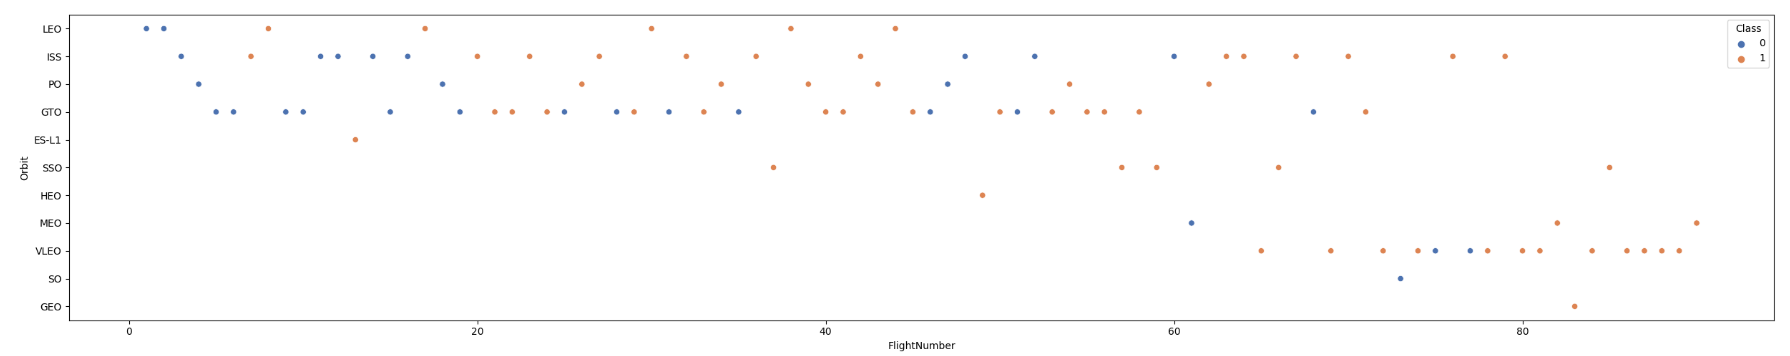 Class
0
1
LEO
ISS
PO
GTO
ES-L1
SSO
HEO
MEO
VLEO
SO
GEO
Orbit
0 20 40 60 80
FlightNumber